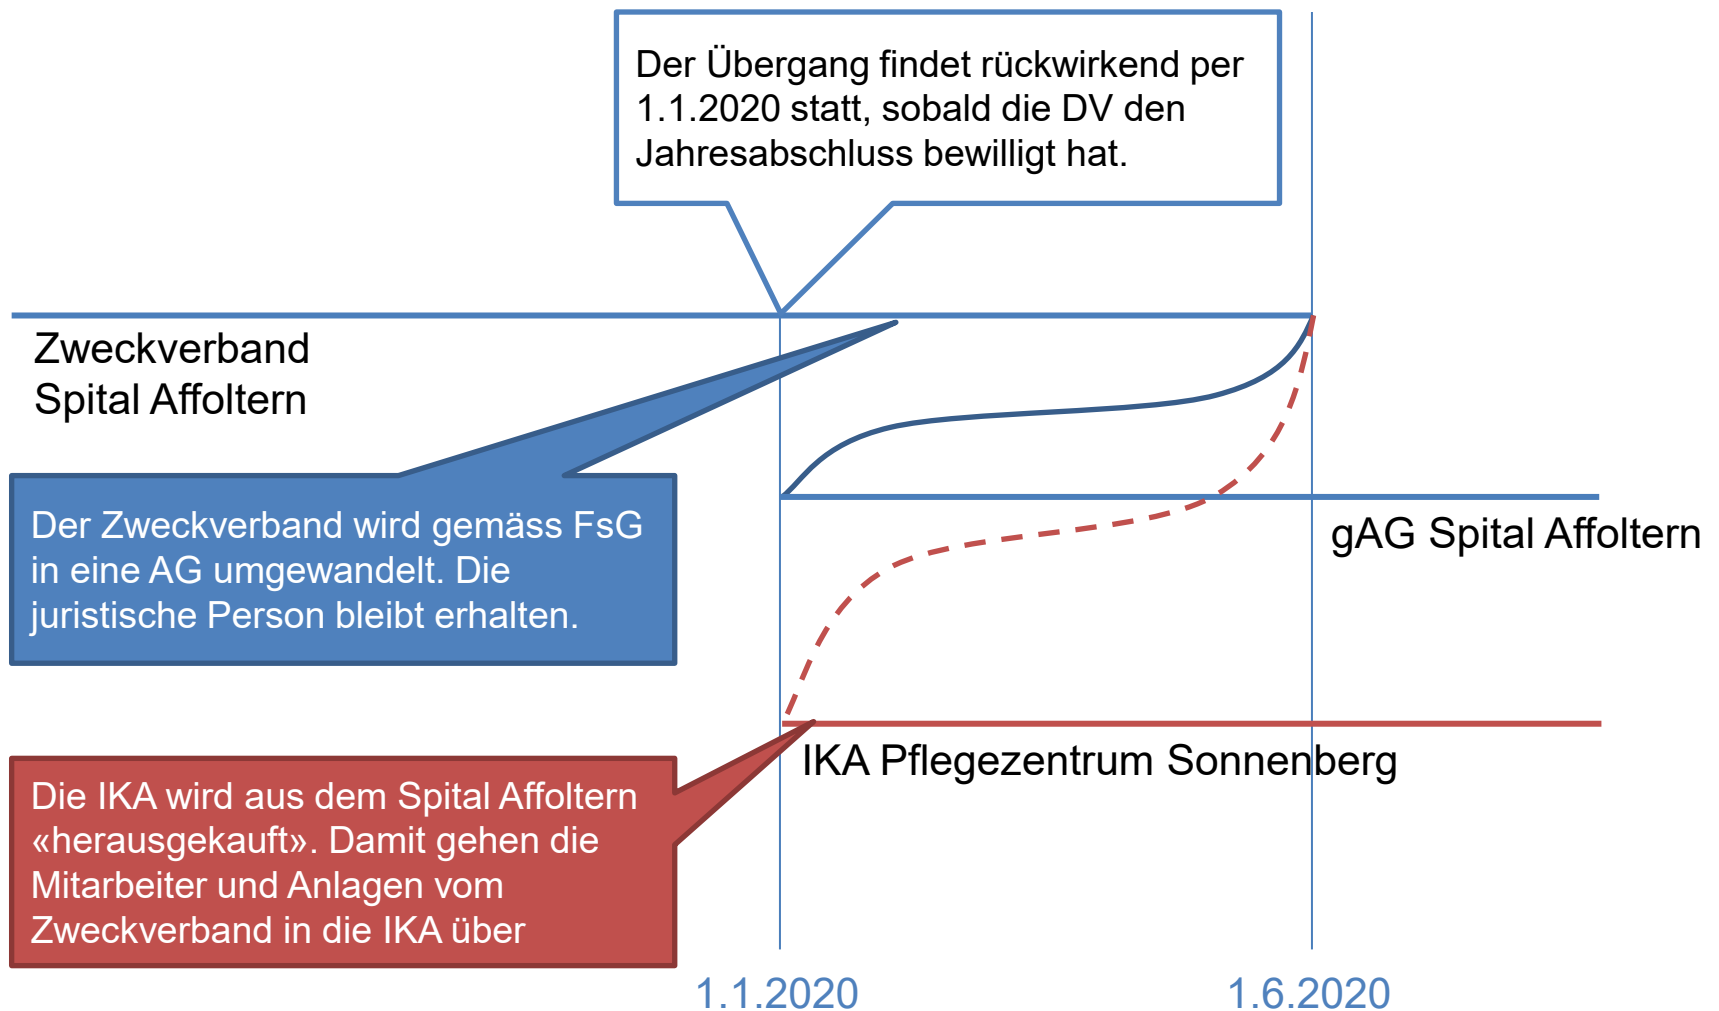 Der Übergang findet rückwirkend per
1.1.2020 statt, sobald die DV den
Jahresabschluss bewilligt hat.
Zweckverband
Spital Affoltern
Der Zweckverband wird gemäss FsG
in eine AG umgewandelt. Die
juristische Person bleibt erhalten.
gAG Spital Affoltern
IKA Pflegezentrum Sonnenberg
Die IKA wird aus dem Spital Affoltern
«herausgekauft». Damit gehen die
Mitarbeiter und Anlagen vom
Zweckverband in die IKA über
1.1.2020
1.6.2020